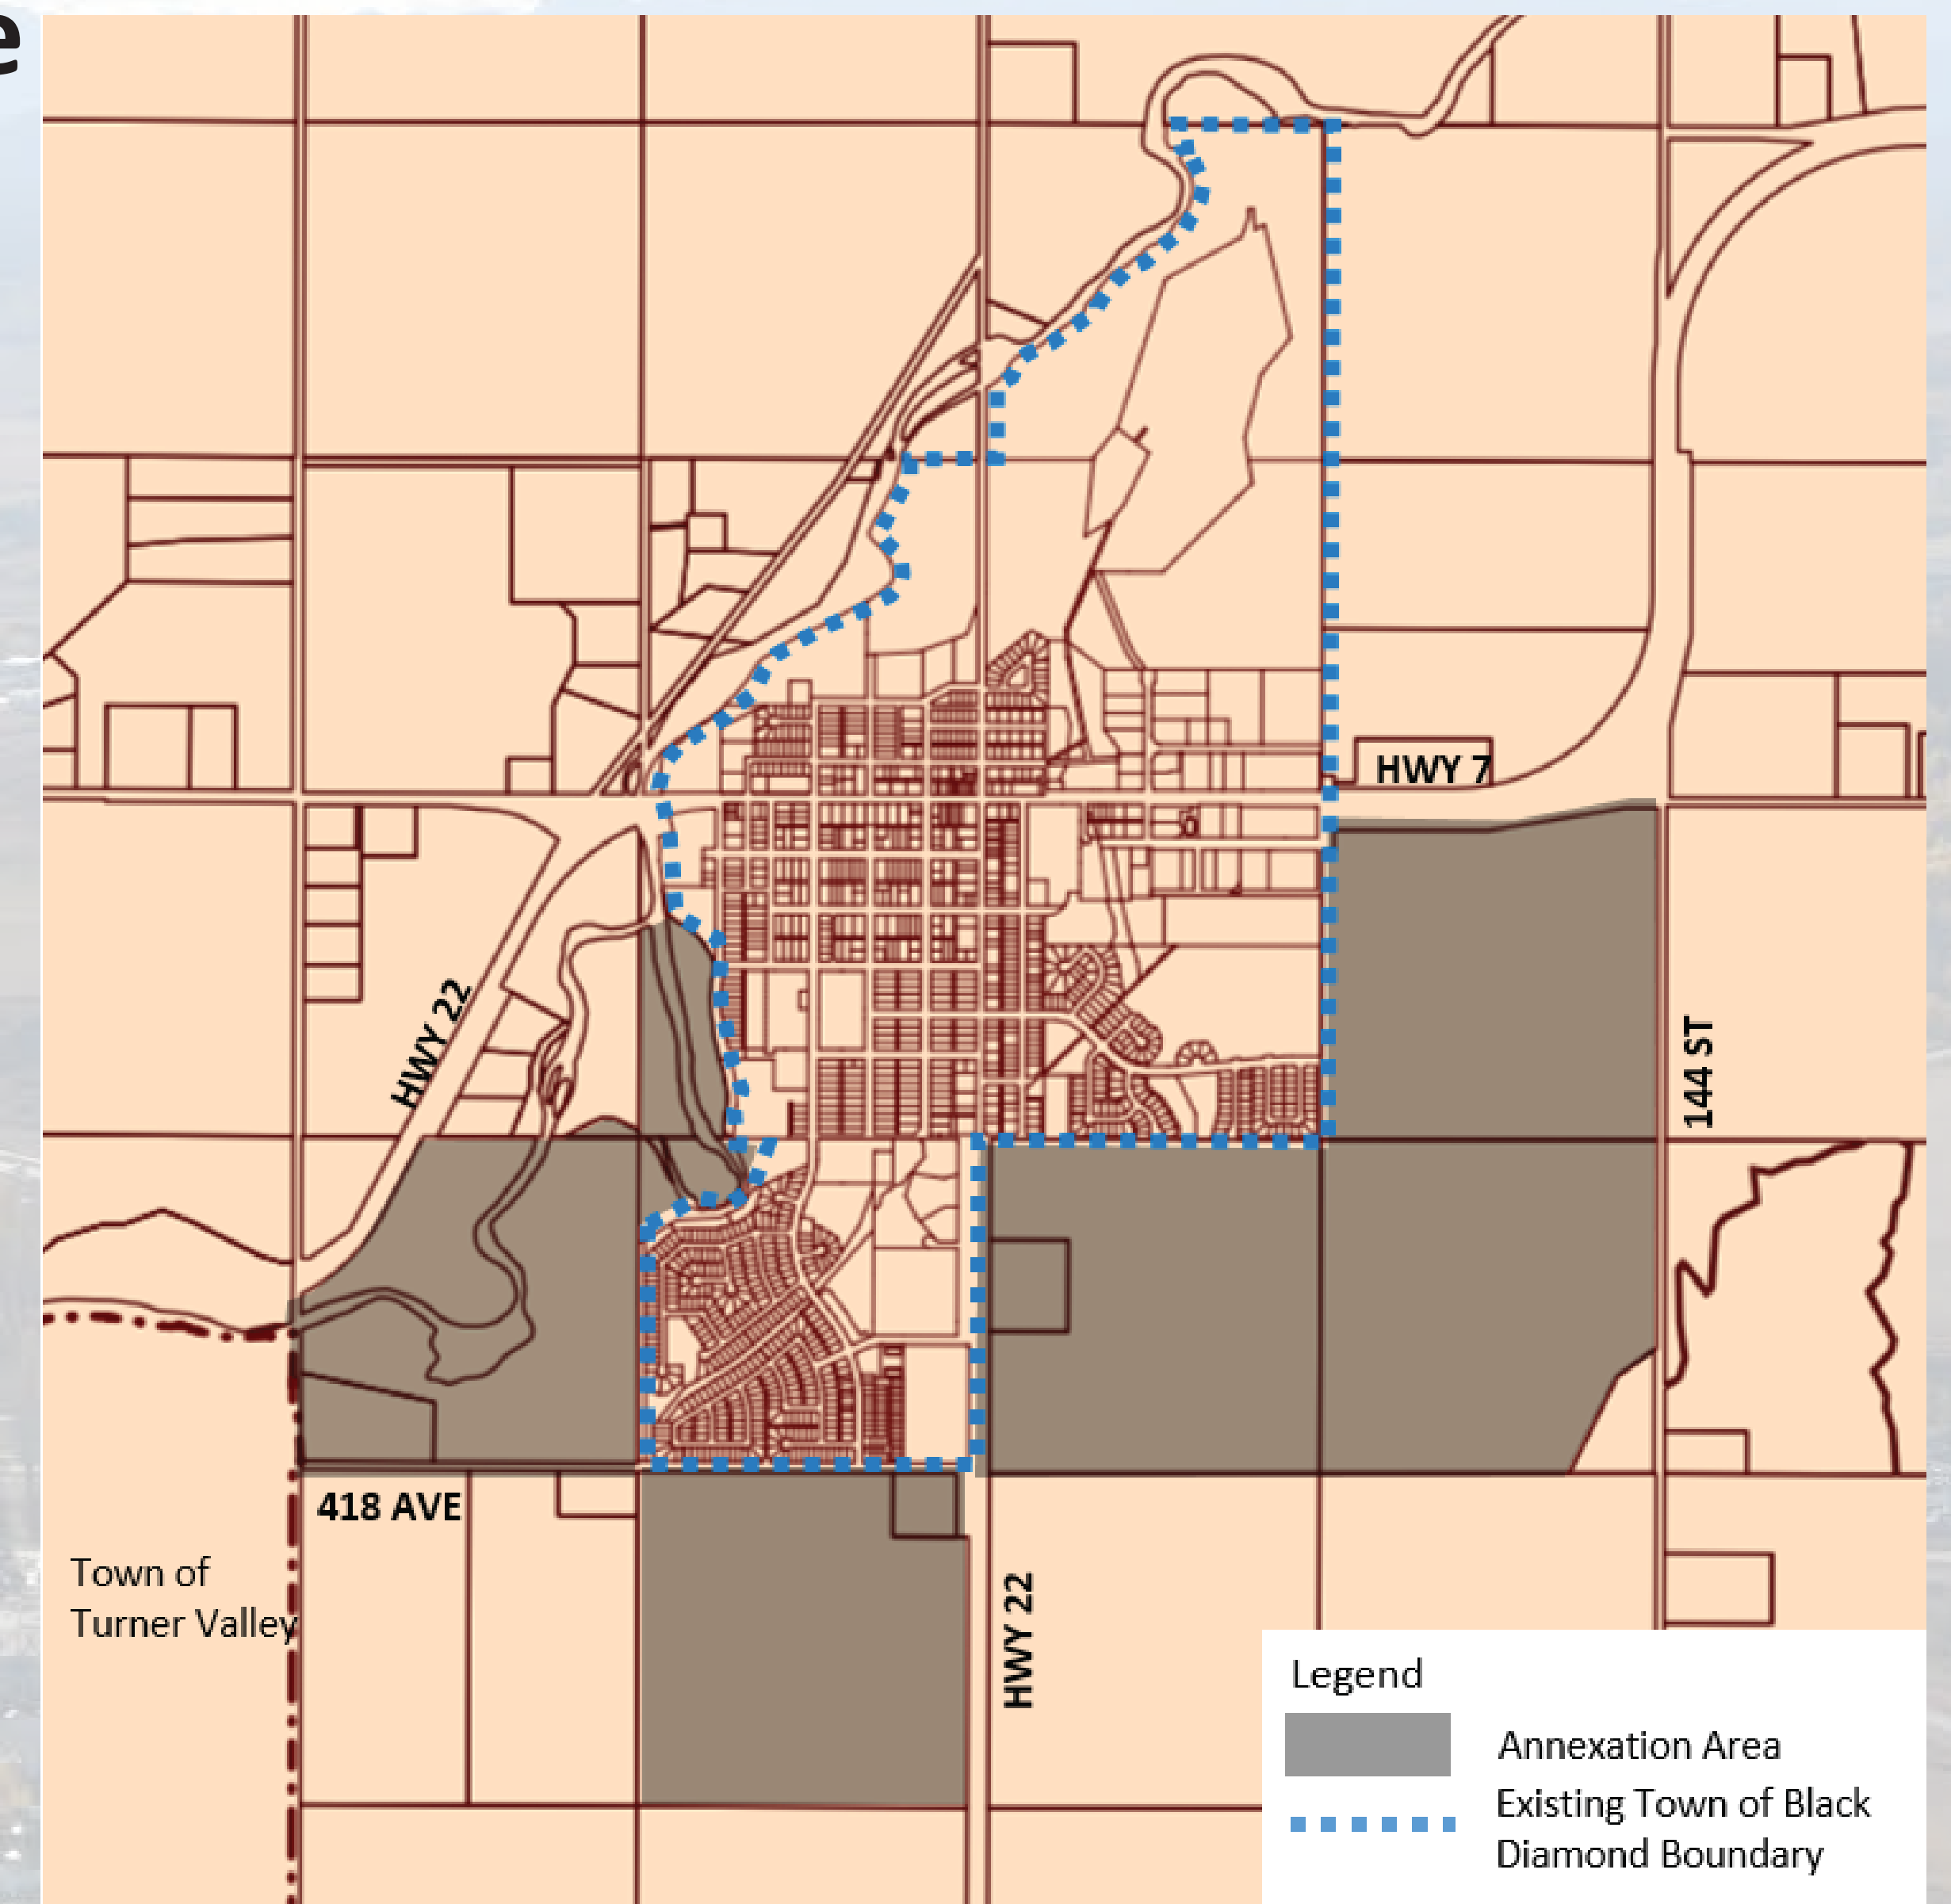 e
HWY 7
HWY 22
144 ST
418 AVE
Town of
Turner Valley
HWY 22
Legend
Annexation Area
Existing Town of Black
Diamond Boundary